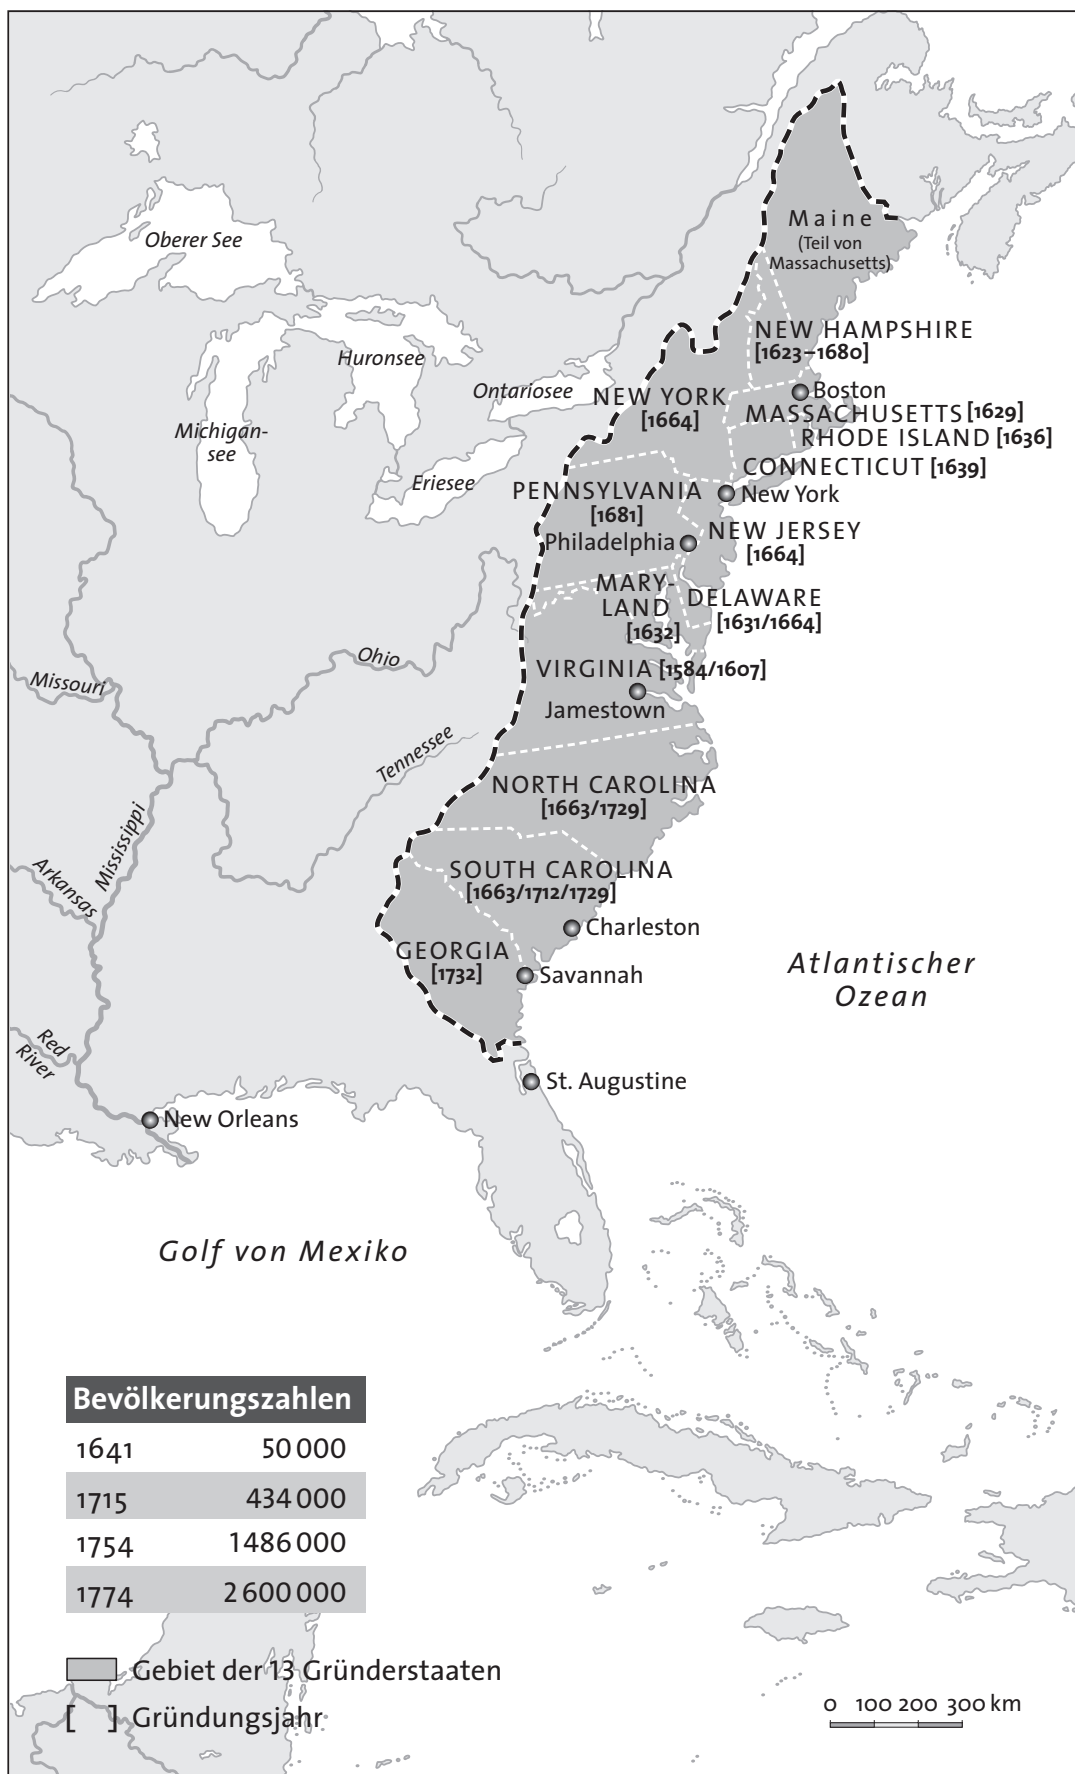 Maine
(Teil von
Massachusetts)
Oberer See
NEW HAMPSHIRE
[1623–1680]
Huronsee
Ontariosee
NEW YORK
[1664]
Boston
MASSACHUSETTS [1629]
RHODE ISLAND [1636]
Michigan-
see
CONNECTICUT [1639]
Eriesee
PENNSYLVANIA
[1681]
New York
Philadelphia
NEW JERSEY
[1664]
MARY-
LAND
[1632]
DELAWARE
[1631/1664]
Ohio
VIRGINIA [1584/1607]
Missouri
Jamestown
Tennessee
NORTH CAROLINA
[1663/1729]
Mississippi
Arkansas
SOUTH CAROLINA
[1663/1712/1729]
Charleston
GEORGIA
[1732]
Savannah
Atlantischer
Ozean
Red
River
St. Augustine
New Orleans
Golf von Mexiko
Bevölkerungszahlen
1641 50 000
1715 434 000
1754 1 486 000
1774 2 600 000
Gebiet der 13 Gründerstaaten
[ ] Gründungsjahr
0 100 200 300 km